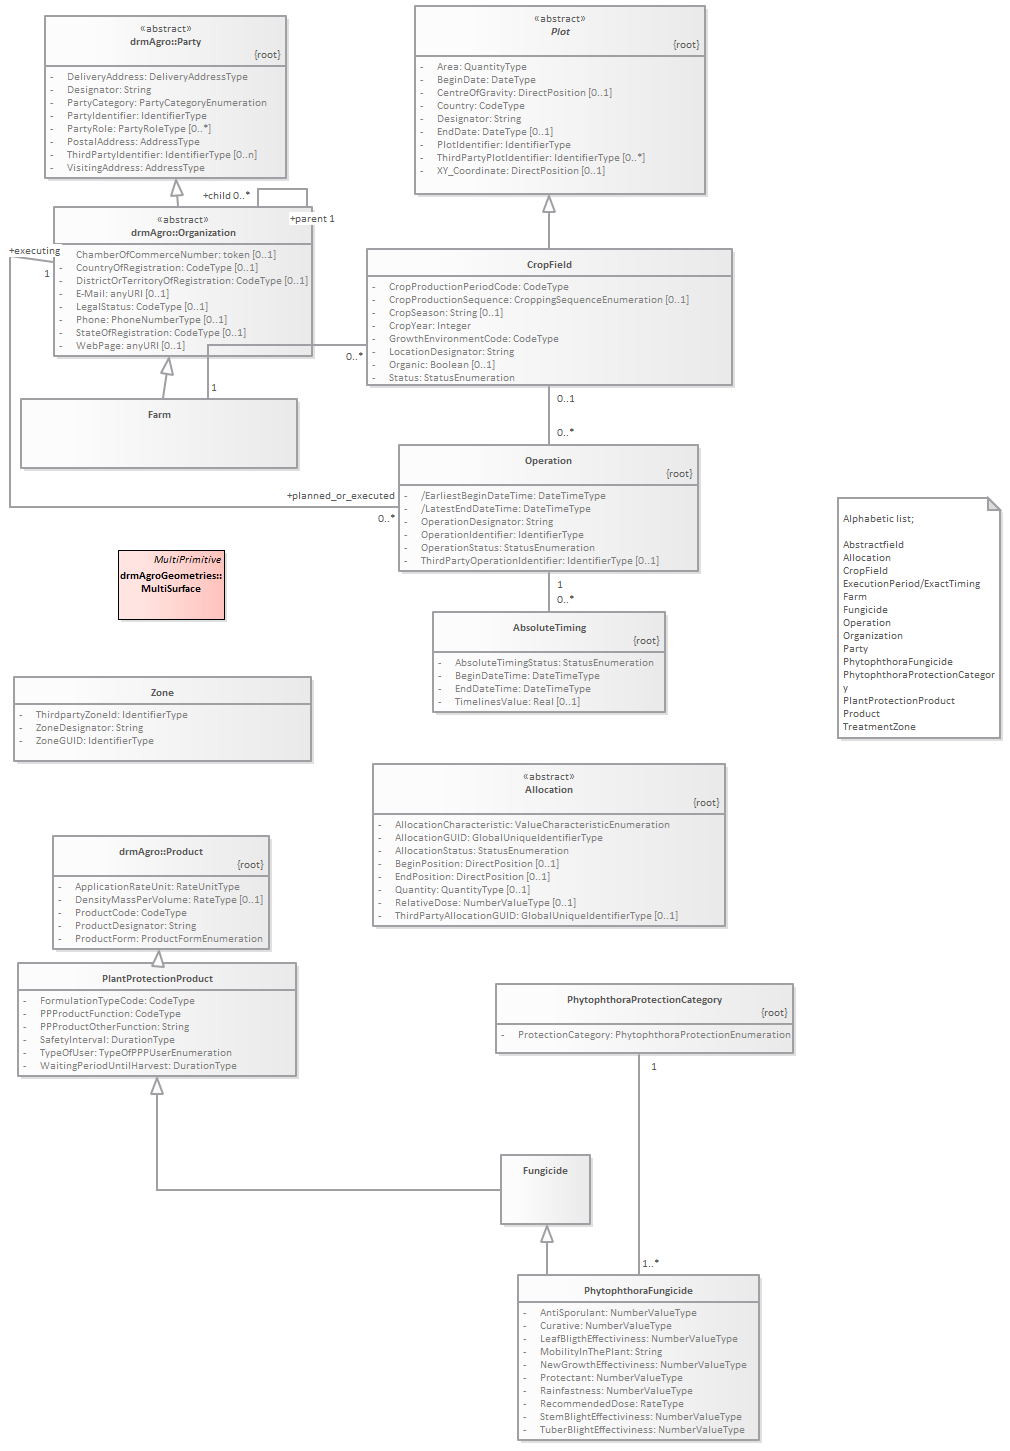 «abstract»
drmAgro::Party
{root}
- DeliveryAddress: DeliveryAddressType
- Designator: String
- PartyCategory: PartyCategoryEnumeration
- PartyIdentifier: IdentifierType
- PartyRole: PartyRoleType [0..*]
- PostalAddress: AddressType
- ThirdPartyIdentifier: IdentifierType [0..n]
- VisitingAddress: AddressType
«abstract»
Plot
{root}
- Area: QuantityType
- BeginDate: DateType
- CentreOfGravity: DirectPosition [0..1]
- Country: CodeType
- Designator: String
- EndDate: DateType [0..1]
- PlotIdentifier: IdentifierType
- ThirdPartyPlotIdentifier: IdentifierType [0..*]
- XY_Coordinate: DirectPosition [0..1]
+child 0..*
+parent 1
«abstract»
drmAgro::Organization
ChamberOfCommerceNumber: token [0..1]
- CountryOfRegistration: CodeType [0..1]
- DistrictOrTerritoryOfRegistration: CodeType [0..1]
- E-Mail: anyURI [0..1]
- LegalStatus: CodeType [0..1]
- Phone: PhoneNumberType [0..1]
- StateOfRegistration: CodeType [0..1]
- WebPage: anyURI [0..1]
+executing
1
CropField
- CropProductionPeriodCode: CodeType
- CropProductionSequence: CroppingSequenceEnumeration [0..1]
- CropSeason: String [0..1]
- CropYear: Integer
- GrowthEnvironmentCode: CodeType
- LocationDesignator: String
- Organic: Boolean [0..1]
- Status: StatusEnumeration
0..*
1
Farm
0..1
0..*
Operation
{root}
- /EarliestBeginDateTime: DateTimeType
- /LatestEndDateTime: DateTimeType
- OperationDesignator: String
- OperationIdentifier: IdentifierType
- OperationStatus: StatusEnumeration
- ThirdPartyOperationIdentifier: IdentifierType [0..1]
+planned_or_executed
0..*
1
0..*
MultiPrimitive
drmAgroGeometries::
MultiSurface
AbsoluteTiming
{root}
- AbsoluteTimingStatus: StatusEnumeration
- BeginDateTime: DateTimeType
- EndDateTime: DateTimeType
- TimelinesValue: Real [0..1]
Alphabetic list;
Abstractfield
Allocation
CropField
ExecutionPeriod/ExactTiming
Farm
Fungicide
Operation
Organization
Party
PhytophthoraFungicide
PhytophthoraProtectionCategor
y
PlantProtectionProduct
Product
TreatmentZone
Zone
- ThirdpartyZoneId: IdentifierType
- ZoneDesignator: String
- ZoneGUID: IdentifierType
«abstract»
Allocation
{root}
- AllocationCharacteristic: ValueCharacteristicEnumeration
- AllocationGUID: GlobalUniqueIdentifierType
- AllocationStatus: StatusEnumeration
- BeginPosition: DirectPosition [0..1]
- EndPosition: DirectPosition [0..1]
- Quantity: QuantityType [0..1]
- RelativeDose: NumberValueType [0..1]
- ThirdPartyAllocationGUID: GlobalUniqueIdentifierType [0..1]
drmAgro::Product
{root}
- ApplicationRateUnit: RateUnitType
- DensityMassPerVolume: RateType [0..1]
- ProductCode: CodeType
- ProductDesignator: String
- ProductForm: ProductFormEnumeration
PlantProtectionProduct
- FormulationTypeCode: CodeType
- PPProductFunction: CodeType
- PPProductOtherFunction: String
- SafetyInterval: DurationType
- TypeOfUser: TypeOfPPPUserEnumeration
- WaitingPeriodUntilHarvest: DurationType
PhytophthoraProtectionCategory
{root}
- ProtectionCategory: PhytophthoraProtectionEnumeration
1
Fungicide
1..*
PhytophthoraFungicide
- AntiSporulant: NumberValueType
- Curative: NumberValueType
- LeafBligthEffectiviness: NumberValueType
- MobilityInThePlant: String
- NewGrowthEffectiviness: NumberValueType
- Protectant: NumberValueType
- Rainfastness: NumberValueType
- RecommendedDose: RateType
- StemBlightEffectiviness: NumberValueType
- TuberBlightEffectiviness: NumberValueType